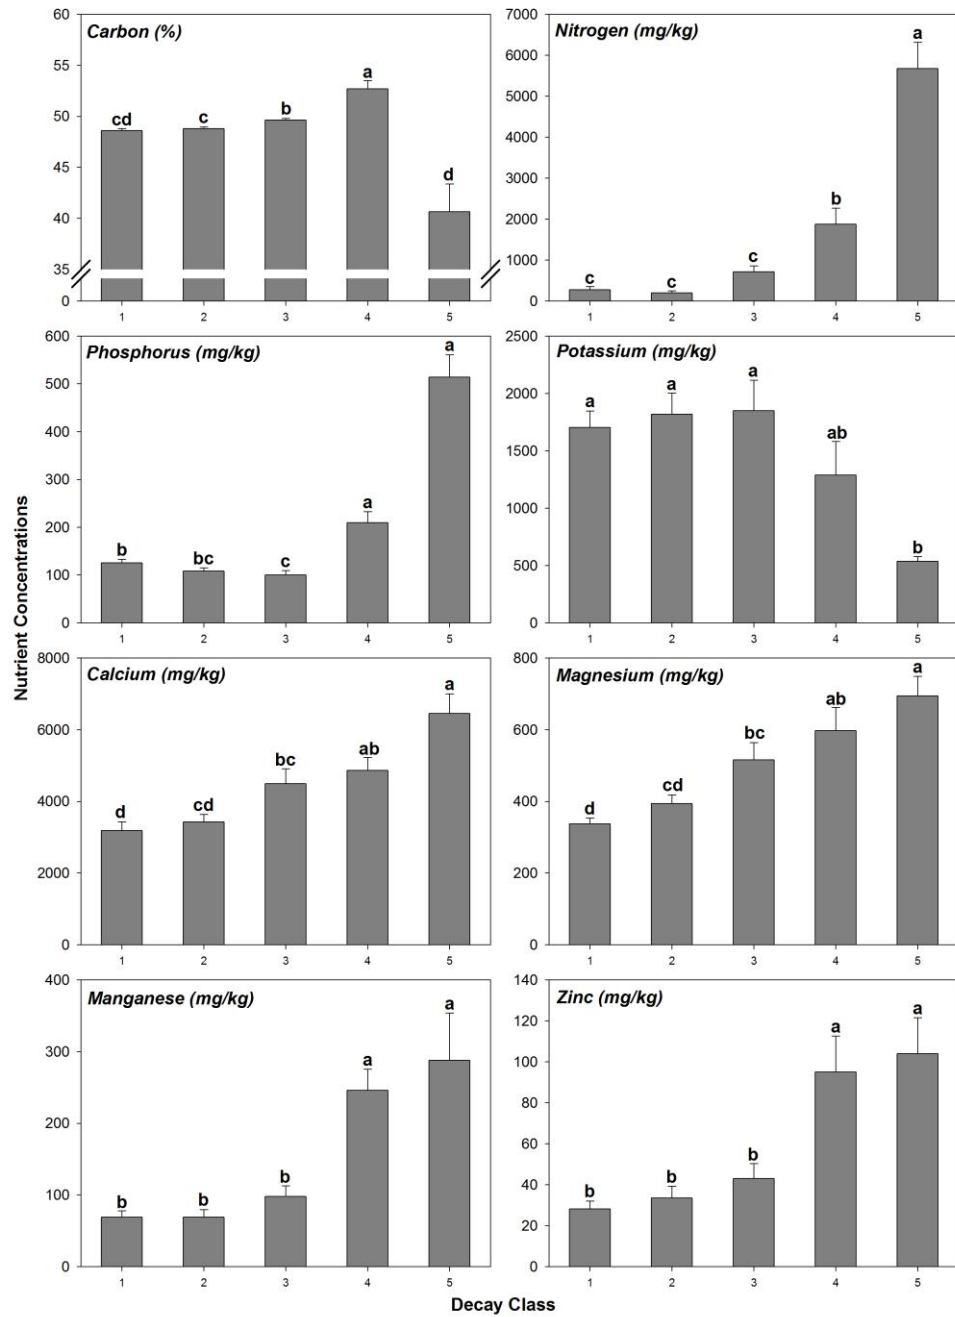 Nutrient Concentrations
Carbon (%)
60
55
50
45
40
35
0
cd
c
b
a
d
1 2 3 4 5
Nitrogen (mg/kg)
7000
6000
5000
4000
3000
2000
1000
0
c
c
c
b
a
1 2 3 4 5
Phosphorus (mg/kg)
600
500
400
300
200
100
0
b
bc
c
a
a
1 2 3 4 5
Potassium (mg/kg)
2500
2000
1500
1000
500
0
a
a
a
ab
b
1 2 3 4 5
Calcium (mg/kg)
8000
6000
4000
2000
0
d
cd
bc
ab
a
1 2 3 4 5
Magnesium (mg/kg)
800
600
400
200
0
d
cd
bc
ab
a
1 2 3 4 5
Manganese (mg/kg)
400
300
200
100
0
b
b
b
a
a
1 2 3 4 5
Zinc (mg/kg)
140
120
100
80
60
40
20
0
b
b
b
a
a
1 2 3 4 5
Decay Class